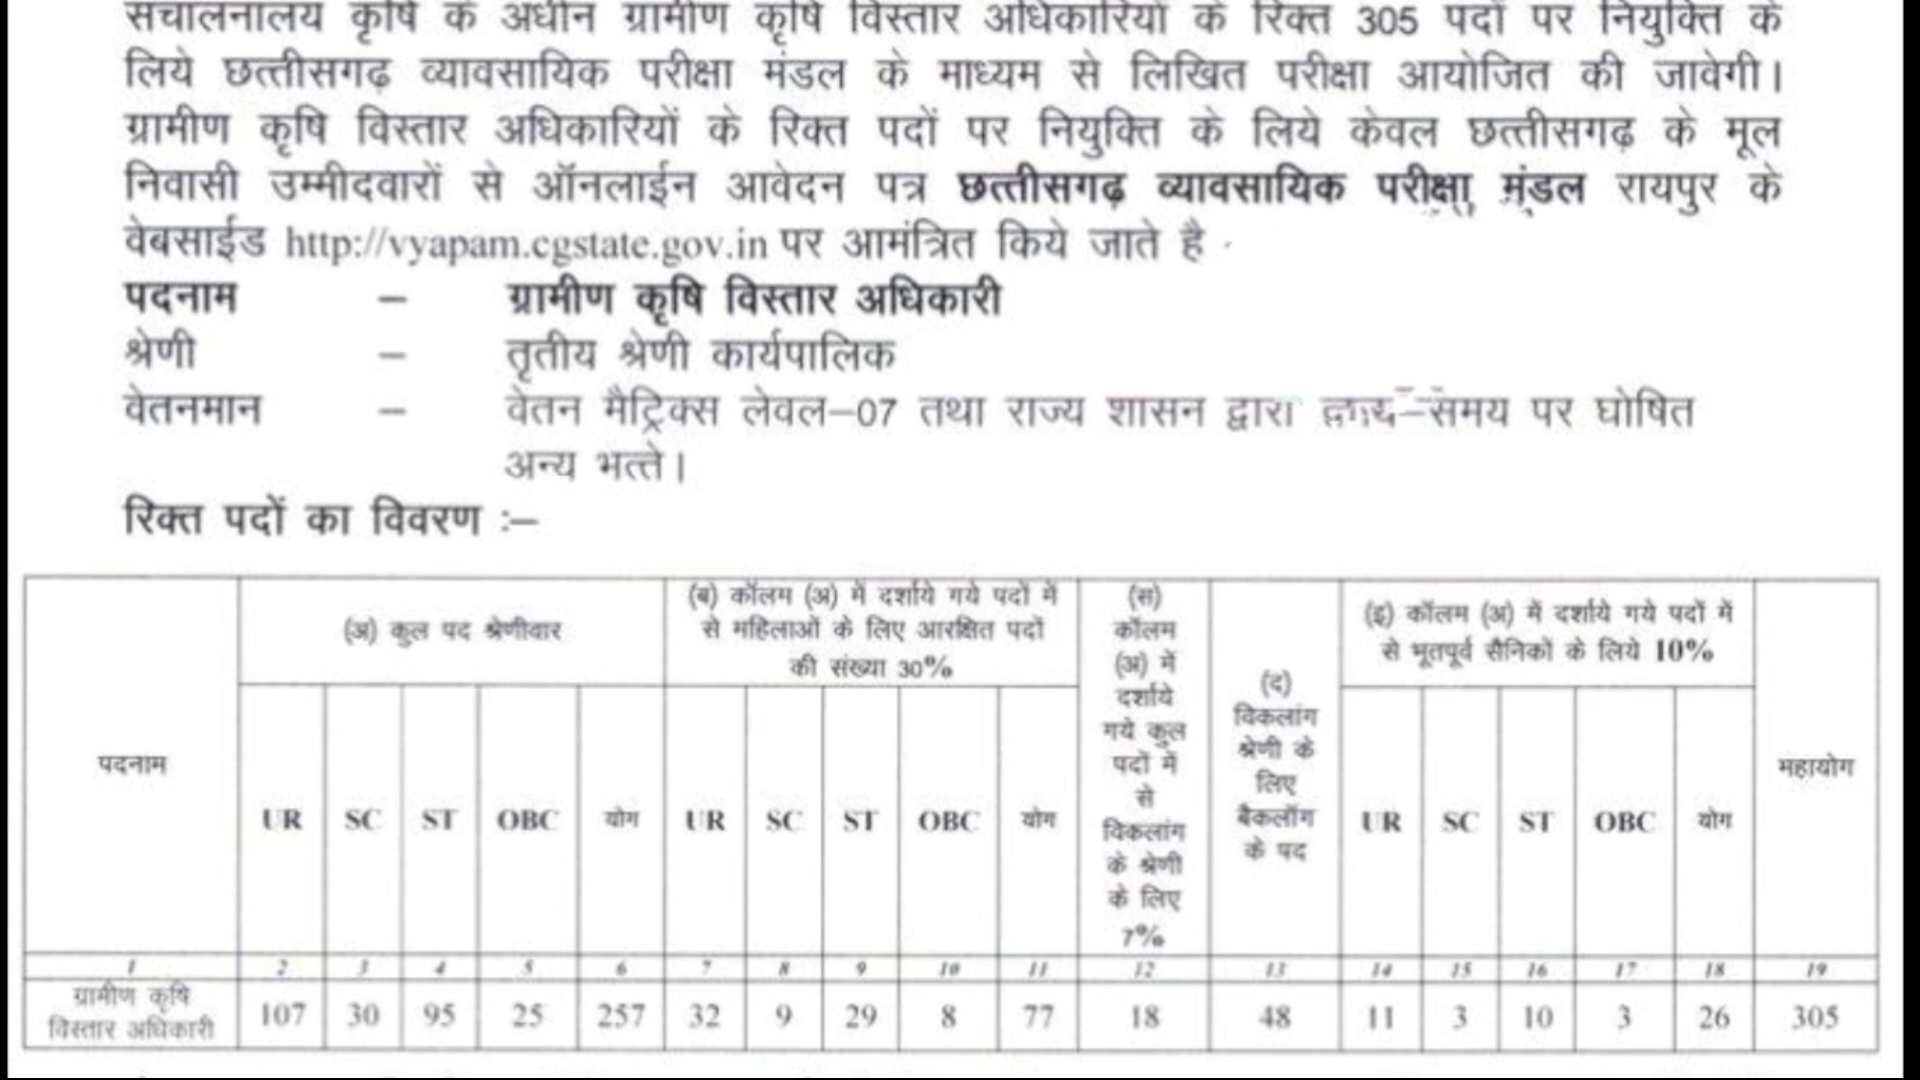 संचालनालय कृषि के अधीन ग्रामीण कृषि विस्तार अधिकारियों के रिक्त 305 पदों पर नियुक्ति के
लिये छत्तीसगढ़ व्यावसायिक परीक्षा मंडल के माध्यम से लिखित परीक्षा आयोजित की जावेगी।
ग्रामीण कृषि विस्तार अधिकारियों के रिक्त पदों पर नियुक्ति के लिये केवल छत्तीसगढ़ के मूल
निवासी उम्मीदवारों से ऑनलाईन आवेदन पत्र छत्तीसगढ़ व्यावसायिक परीक्षा मंडल रायपुर के
वेबसाईड http://vyapam.cgstate.gov.in पर आमंत्रित किये जाते है
पदनाम – ग्रामीण कृषि विस्तार अधिकारी
श्रेणी – तृतीय श्रेणी कार्यपालिक
वेतनमान – वेतन मैट्रिक्स लेवल–07 तथा राज्य शासन द्वारा समय–समय पर घोषित
अन्य भत्ते।
रिक्त पदों का विवरण :–
पदनाम
(अ) कुल पद श्रेणीवार
(ब) कॉलम (अ) में दर्शाये गये पदों में
से महिलाओं के लिए आरक्षित पदों
की संख्या 30%
(स)
कॉलम
(अ) में
दर्शाये
गये कुल
पदों में
से
विकलांग
के श्रेणी
के लिए
7%
(द)
विकलांग
श्रेणी के
लिए
बैकलॉग
के पद
(इ) कॉलम (अ) में दर्शाये गये पदों में
से भूतपूर्व सैनिकों के लिये 10%
महायोग
UR SC ST OBC योग UR SC ST OBC योग UR SC ST OBC योग
1 2 3 4 5 6 7 8 9 10 11 12 13 14 15 16 17 18 19
ग्रामीण कृषि
विस्तार अधिकारी
107 30 95 25 257 32 9 29 8 77 18 48 11 3 10 3 26 305